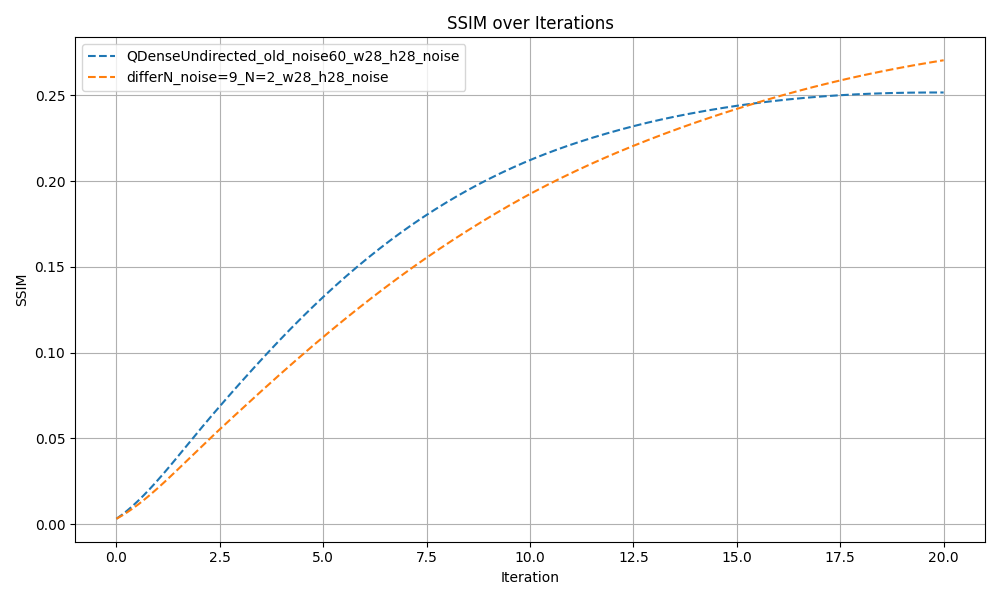 SSIM over Iterations
QDenseUndirected_old_noise60_w28_h28_noise
differN_noise=9_N=2_w28_h28_noise
SSIM
0.25
0.20
0.15
0.10
0.05
0.00
0.0 2.5 5.0 7.5 10.0 12.5 15.0 17.5 20.0
Iteration